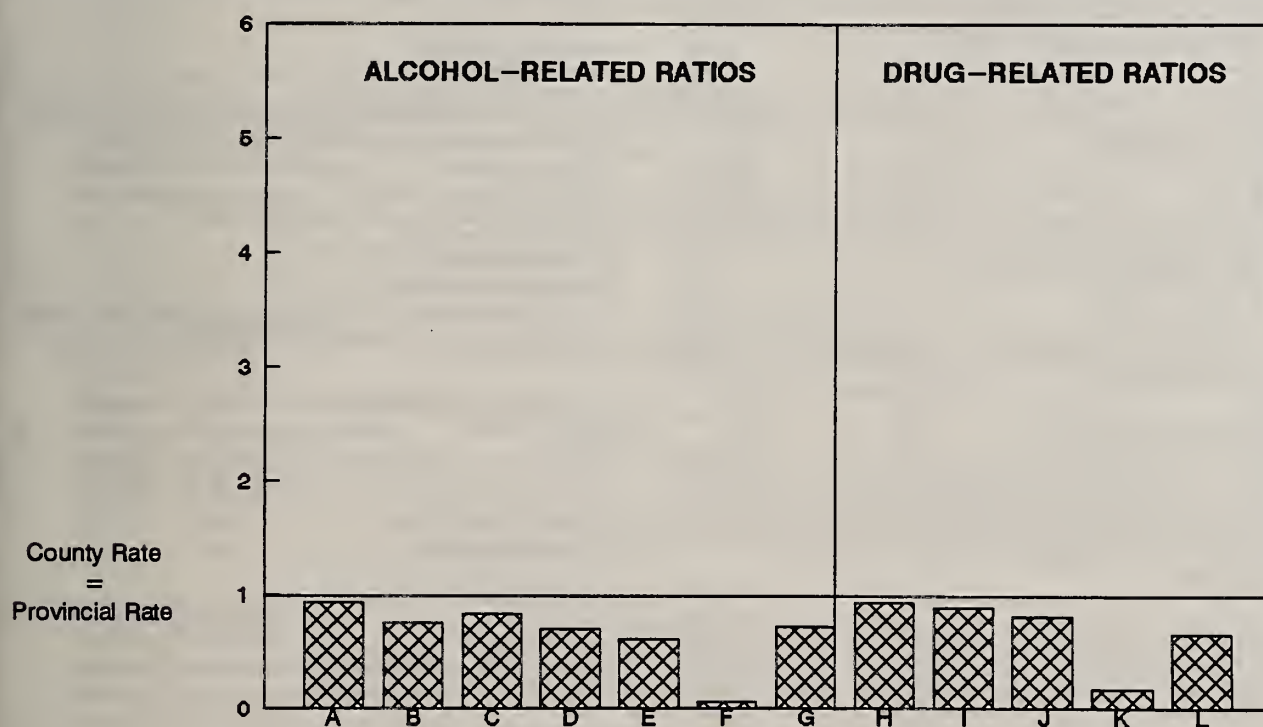 6
ALCOHOL–RELATED RATIOS
DRUG–RELATED RATIOS
5
4
3
2
County Rate
=
Provincial Rate
1
0
A B C D E F G H I J K L